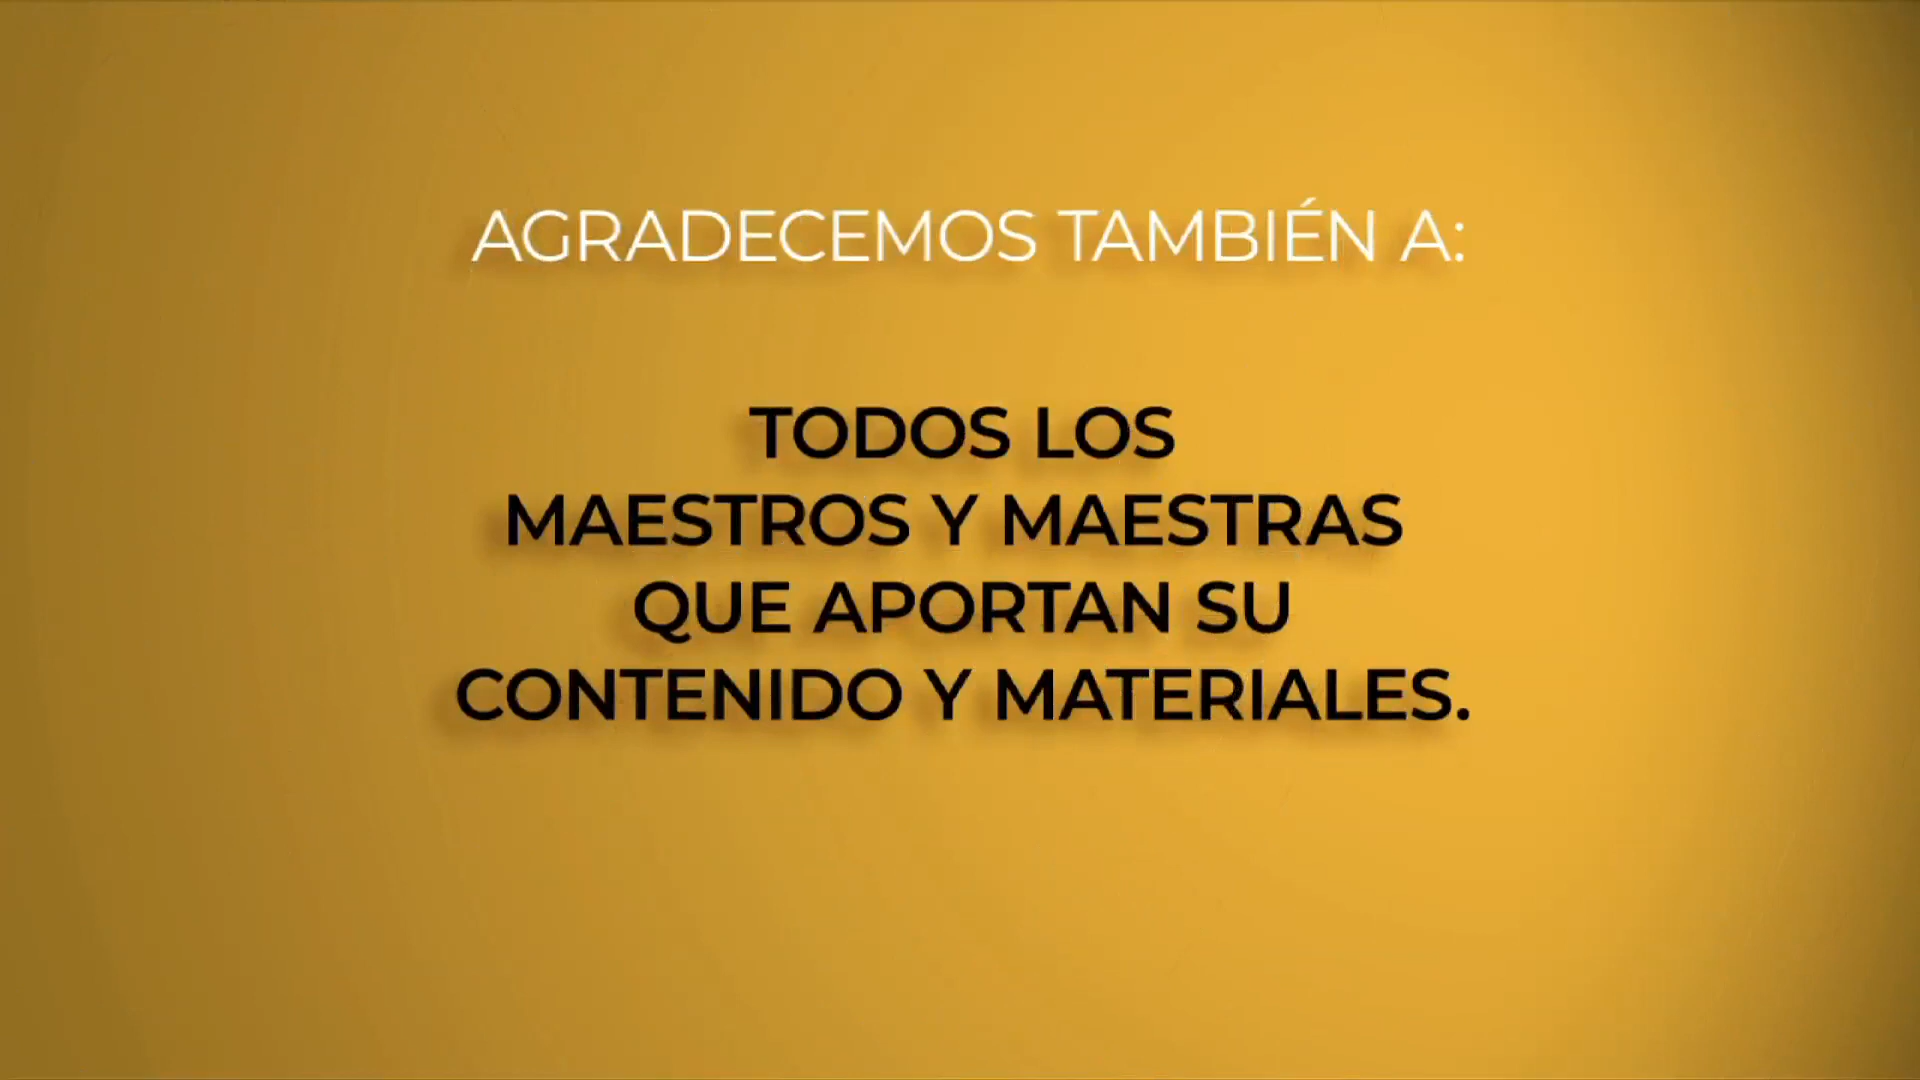 AGRADECEMOS TAMBIÉN A:
TODOS LOS
MAESTROS Y MAESTRAS
QUE APORTAN SU
CONTENIDO Y MATERIALES.